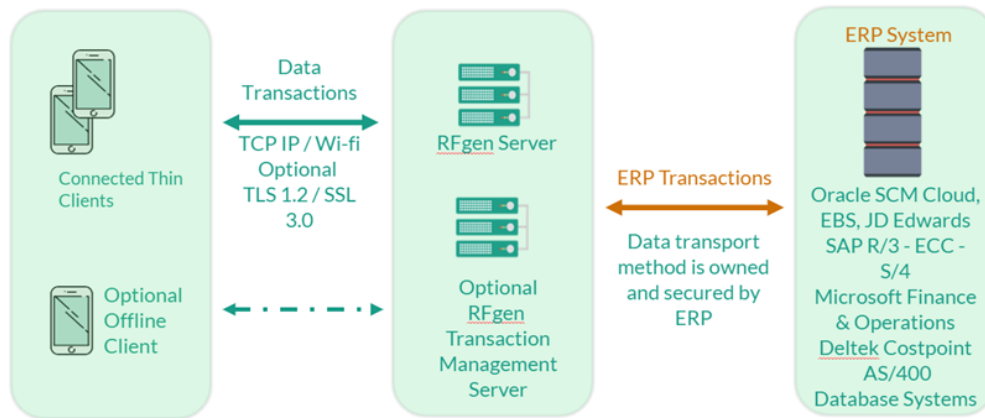 Connected Thin
Clients
Optional
Offline
Client
Data
Transactions
TCP IP / Wi-fi
Optional
TLS 1.2 / SSL
3.0
RFgen Server
Optional
RFgen
Transaction
Management
Server
ERP Transactions
Data transport
method is owned
and secured by
ERP
ERP System
Oracle SCM Cloud,
EBS, JD Edwards
SAP R/3 - ECC -
S/4
Microsoft Finance
& Operations
Deltek Costpoint
AS/400
Database Systems